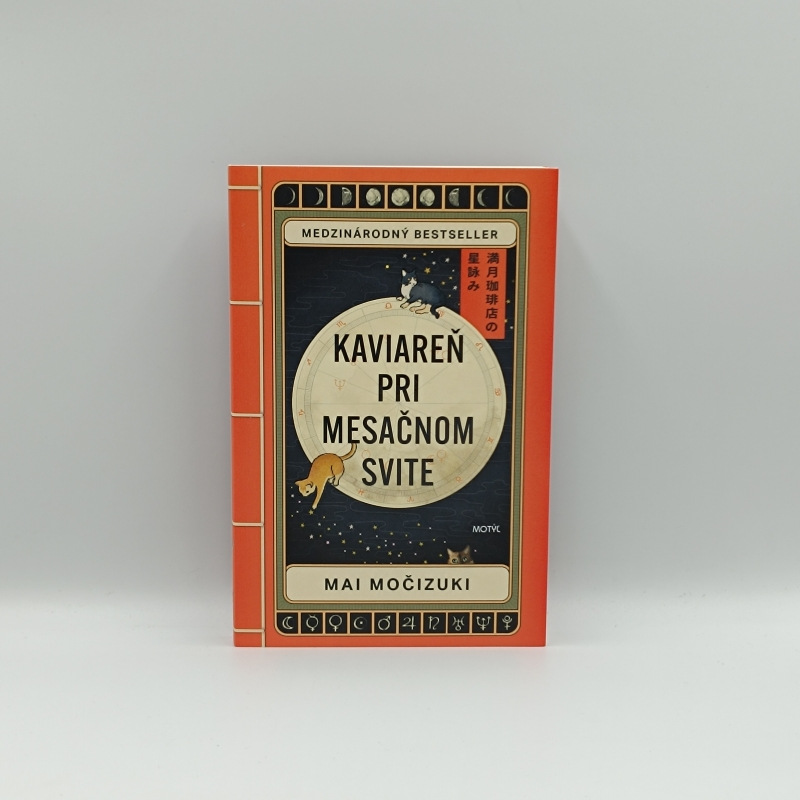 MEDZINÁRODNÝ BESTSELLER
満月珈琲店の
星詠み
KAVIAREŇ
PRI
MESAČNOM
SVITE
MOTÝĽ
MAI MOČIZUKI